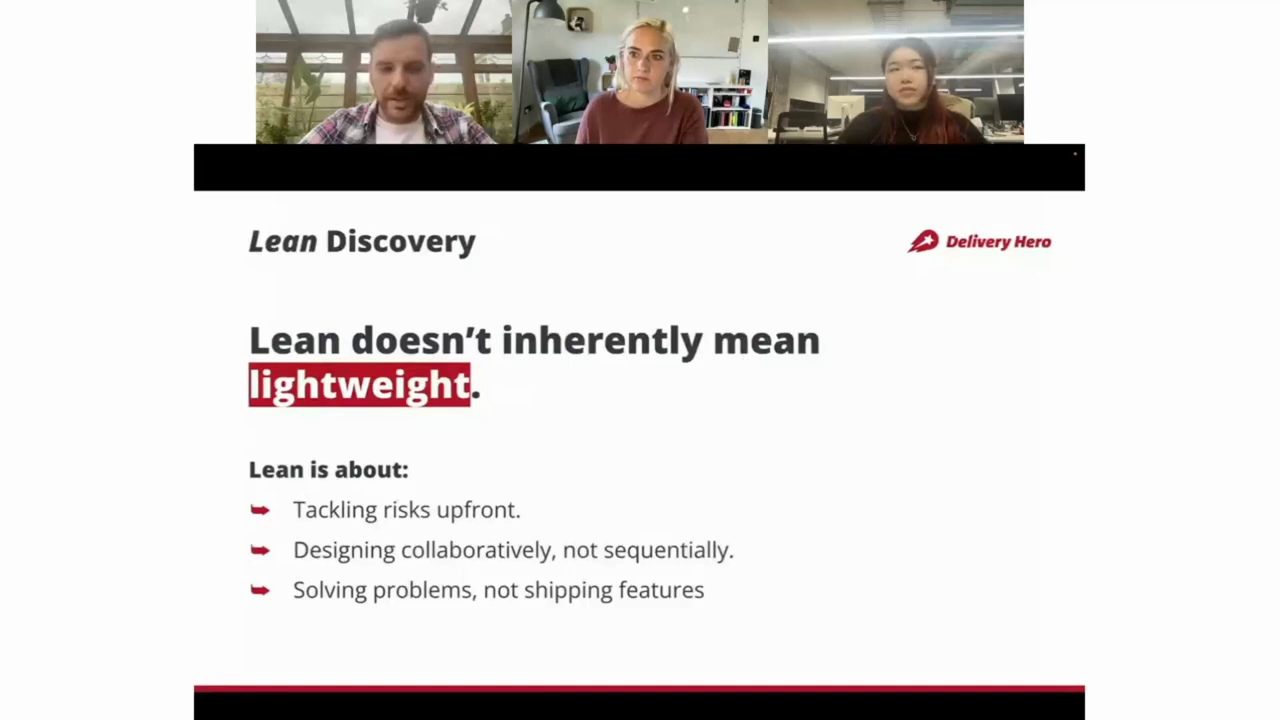 Lean Discovery
Delivery Hero
Lean doesn’t inherently mean
lightweight.
Lean is about:
Tackling risks upfront.
Designing collaboratively, not sequentially.
Solving problems, not shipping features